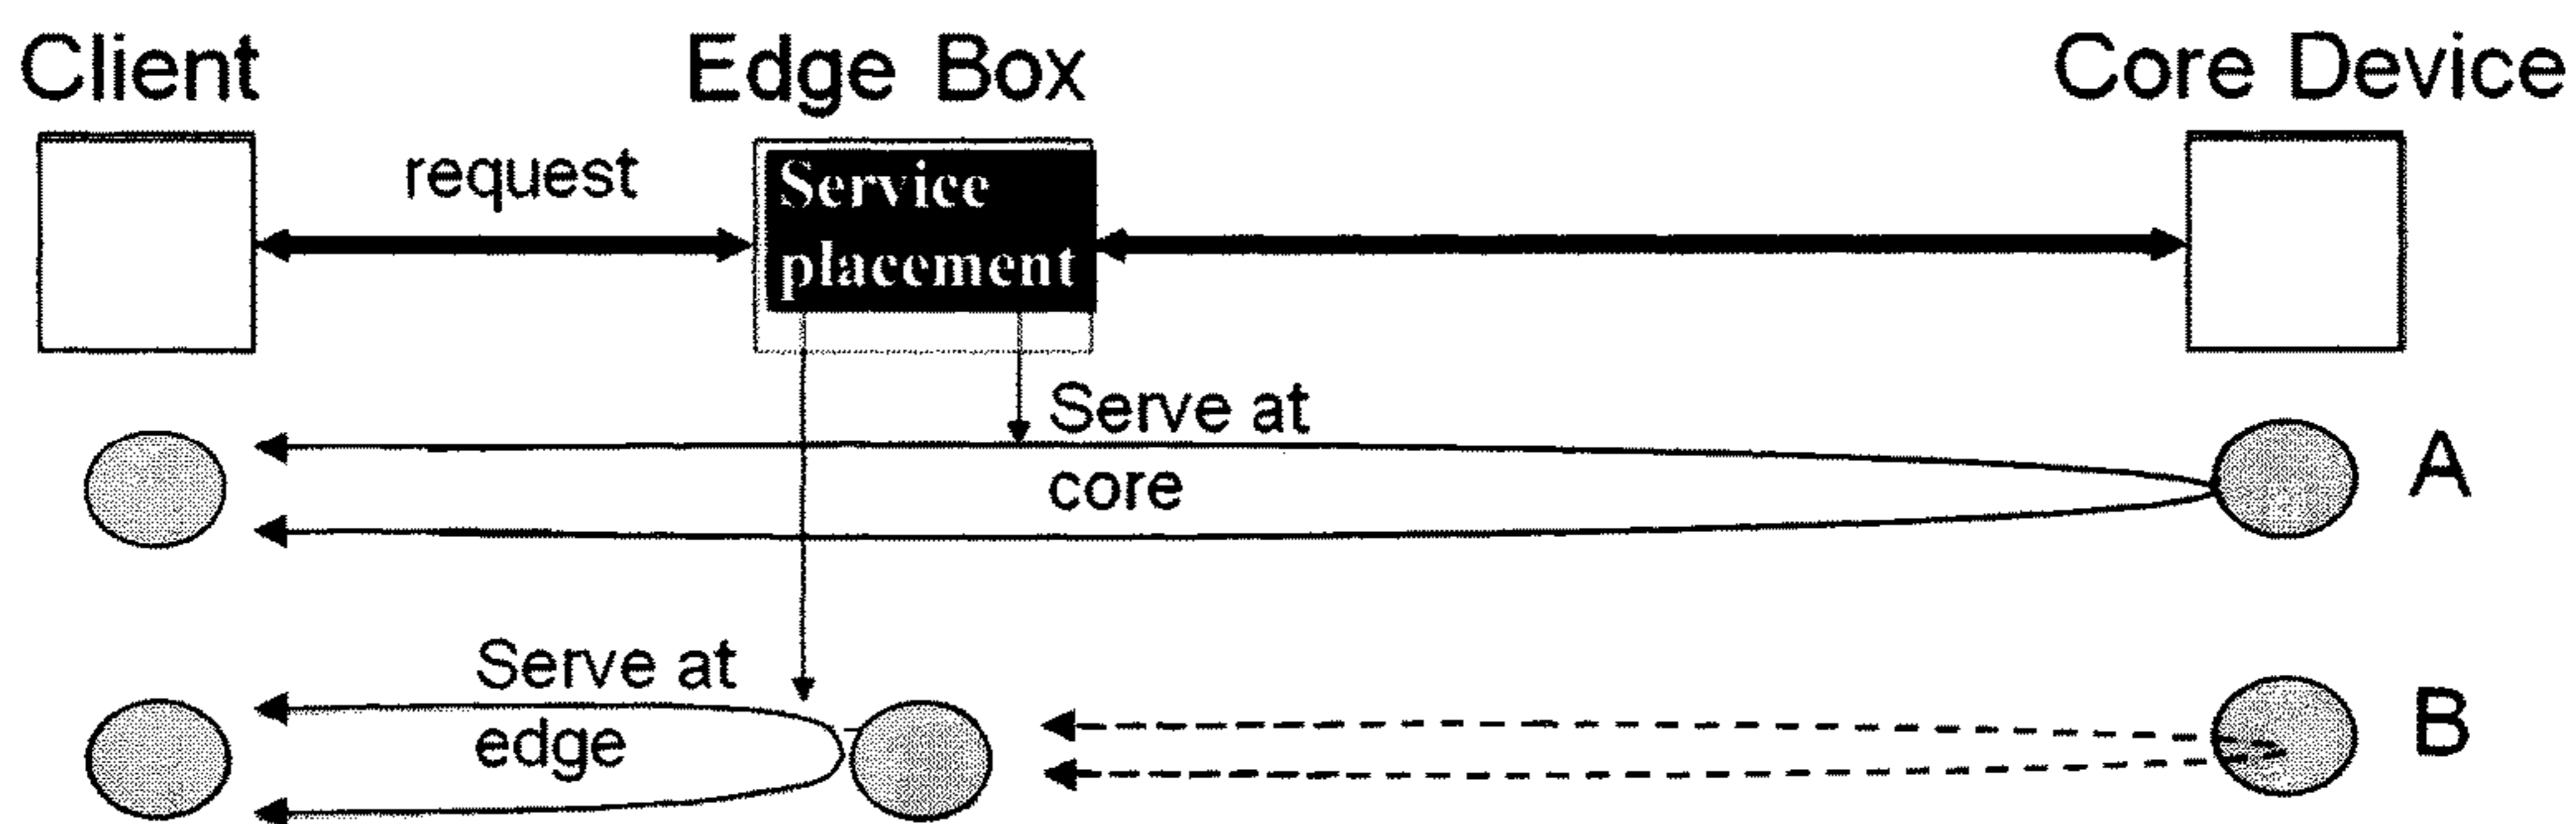 Client
Edge Box
Core Device
request
Service
placement
Serve at
core
A
Serve at
edge
B